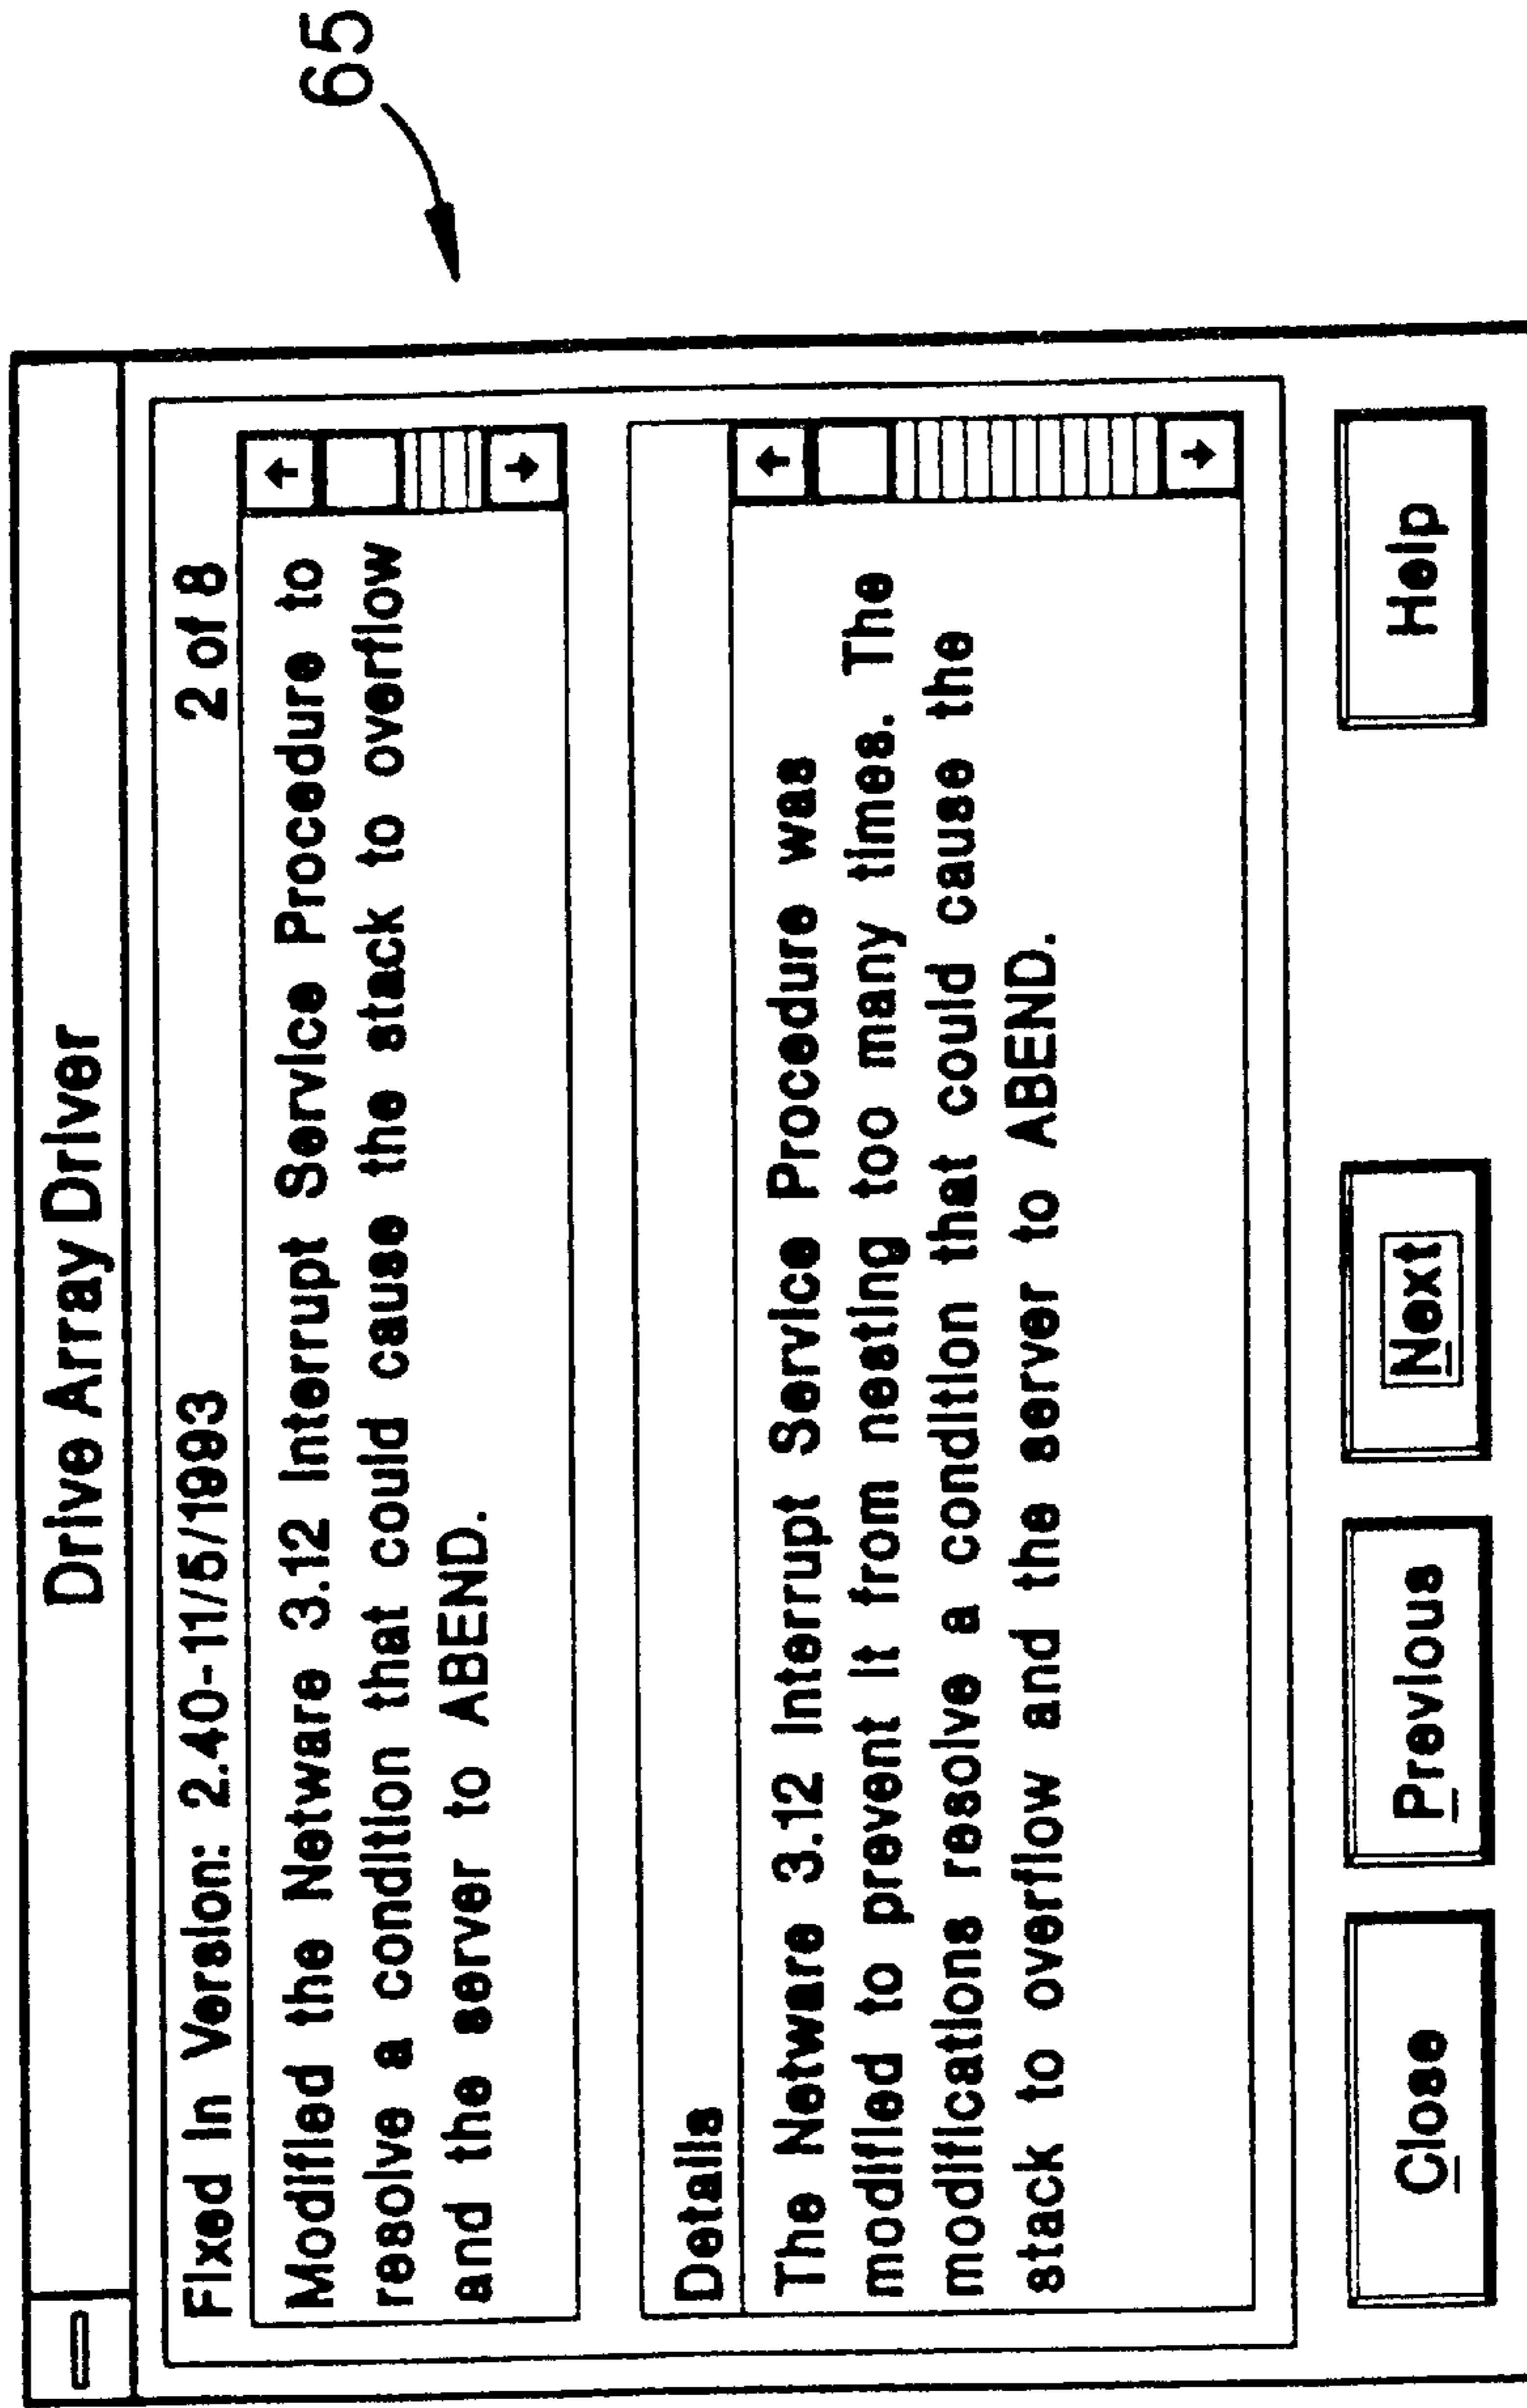 65
Drive Array Driver
Fixed In Version: 2.40-11/5/1993 2 of 8
Modified the Netware 3.12 Interrupt Service Procedure to
resolve a condition that could cause the stack to overflow
and the server to ABEND.
Details
The Netware 3.12 Interrupt Service Procedure was
modified to prevent it from nesting too many times. The
modifications resolve a condition that could cause the
stack to overflow and the server to ABEND.
Close Previous Next Help